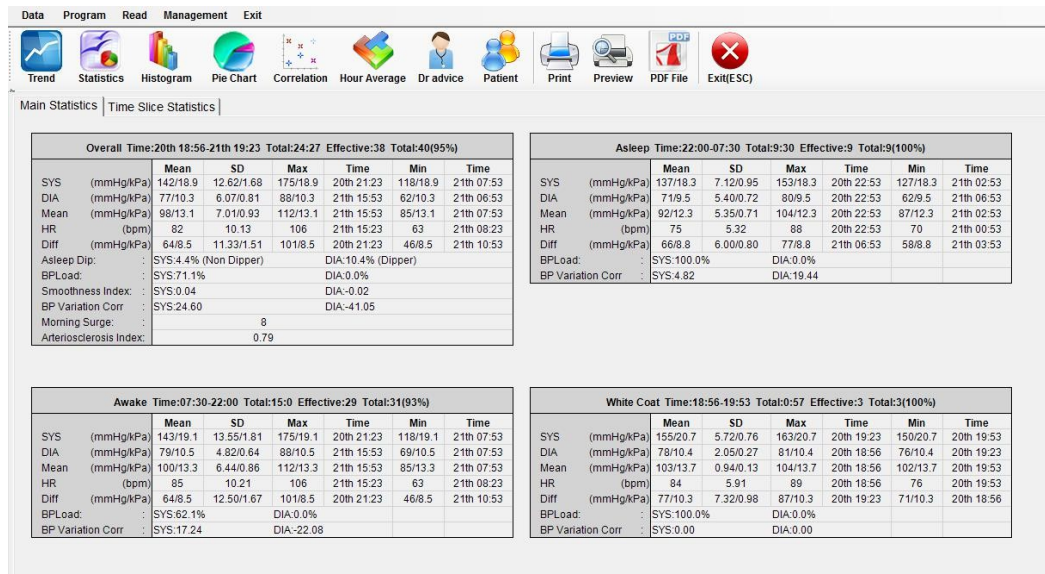 Data Program Read Management Exit
Trend Statistics Histogram Pie Chart Correlation Hour Average Dr advice Patient Print Preview PDF File Exit(ESC)
PDF
Main Statistics Time Slice Statistics
Overall Time:20th 18:56-21th 19:23 Total:24:27 Effective:38 Total:40(95%)
Mean SD Max Time Min Time
SYS (mmHg/kPa) 142/18.9 12.62/1.68 175/18.9 20th 21:23 118/18.9 21th 07:53
DIA (mmHg/kPa) 77/10.3 6.07/0.81 88/10.3 21th 15:53 62/10.3 21th 06:53
Mean (mmHg/kPa) 98/13.1 7.01/0.93 112/13.1 21th 15:53 85/13.1 21th 07:53
HR (bpm) 82 10.13 106 21th 15:23 63 21th 08:23
Diff (mmHg/kPa) 64/8.5 11.33/1.51 101/8.5 20th 21:23 46/8.5 21th 10:53
Asleep Dip: : SYS:4.4% (Non Dipper) DIA:10.4% (Dipper)
BPLoad: : SYS:71.1% DIA:0.0%
Smoothness Index: : SYS:0.04 DIA:-0.02
BP Variation Corr : SYS:24.60 DIA:-41.05
Morning Surge: : 8
Arteriosclerosis Index: 0.79
Asleep Time:22:00-07:30 Total:9:30 Effective:9 Total:9(100%)
Mean SD Max Time Min Time
SYS (mmHg/kPa) 137/18.3 7.12/0.95 153/18.3 20th 22:53 127/18.3 21th 02:53
DIA (mmHg/kPa) 71/9.5 5.40/0.72 80/9.5 20th 22:53 62/9.5 21th 06:53
Mean (mmHg/kPa) 92/12.3 5.35/0.71 104/12.3 20th 22:53 87/12.3 21th 02:53
HR (bpm) 75 5.32 88 20th 22:53 70 21th 00:53
Diff (mmHg/kPa) 66/8.8 6.00/0.80 77/8.8 21th 06:53 58/8.8 21th 03:53
BPLoad: : SYS:100.0% DIA:0.0%
BP Variation Corr : SYS:4.82 DIA:19.44
Awake Time:07:30-22:00 Total:15:0 Effective:29 Total:31(93%)
Mean SD Max Time Min Time
SYS (mmHg/kPa) 143/19.1 13.55/1.81 175/19.1 20th 21:23 118/19.1 21th 07:53
DIA (mmHg/kPa) 79/10.5 4.82/0.64 88/10.5 21th 15:53 69/10.5 21th 07:53
Mean (mmHg/kPa) 100/13.3 6.44/0.86 112/13.3 21th 15:53 85/13.3 21th 07:53
HR (bpm) 85 10.21 106 21th 15:23 63 21th 08:23
Diff (mmHg/kPa) 64/8.5 12.50/1.67 101/8.5 20th 21:23 46/8.5 21th 10:53
BPLoad: : SYS:62.1% DIA:0.0%
BP Variation Corr : SYS:17.24 DIA:-22.08
White Coat Time:18:56-19:53 Total:0:57 Effective:3 Total:3(100%)
Mean SD Max Time Min Time
SYS (mmHg/kPa) 155/20.7 5.72/0.76 163/20.7 20th 19:23 150/20.7 20th 19:53
DIA (mmHg/kPa) 78/10.4 2.05/0.27 81/10.4 20th 18:56 76/10.4 20th 19:23
Mean (mmHg/kPa) 103/13.7 0.94/0.13 104/13.7 20th 18:56 102/13.7 20th 19:53
HR (bpm) 84 5.91 89 20th 18:56 76 20th 19:53
Diff (mmHg/kPa) 77/10.3 7.32/0.98 87/10.3 20th 19:23 71/10.3 20th 18:56
BPLoad: : SYS:100.0% DIA:0.0%
BP Variation Corr : SYS:0.00 DIA:0.00